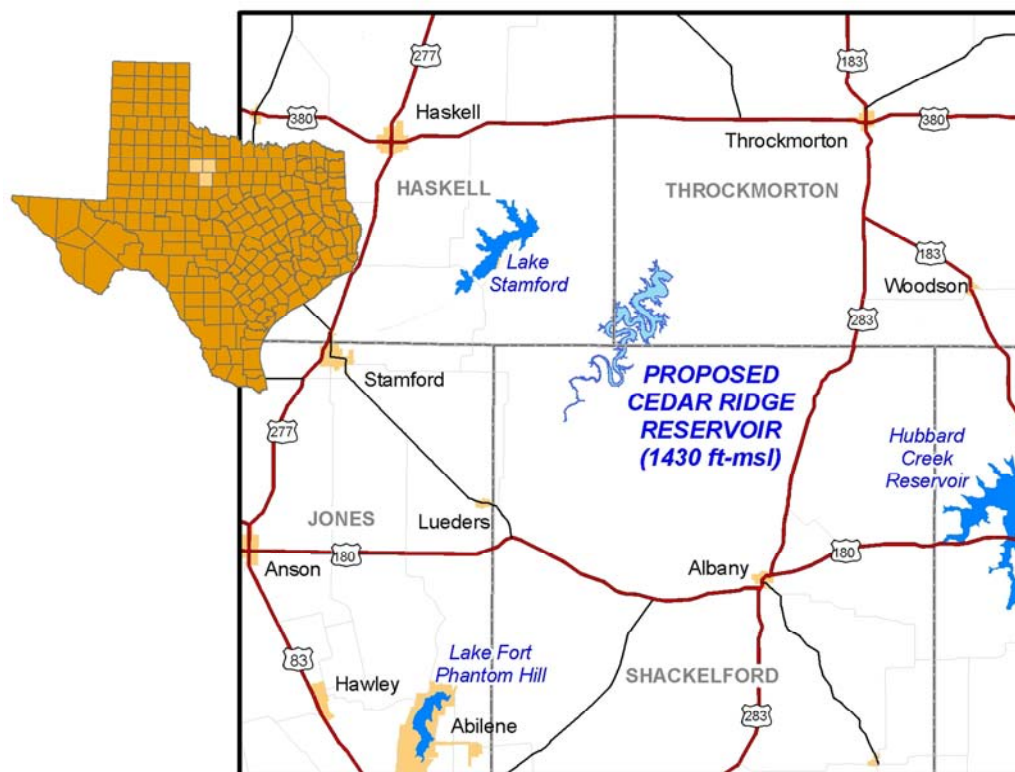 277
183
380
Haskell
380
Throckmorton
HASKELL
THROCKMORTON
Lake
Stamford
183
Woodson
283
Stamford
PROPOSED
CEDAR RIDGE
RESERVOIR
(1430 ft-msl)
277
Hubbard
Creek
Reservoir
JONES
Lueders
Anson
180
Albany
180
83
Lake Fort
Phantom Hill
Hawley
SHACKELFORD
Abilene
283